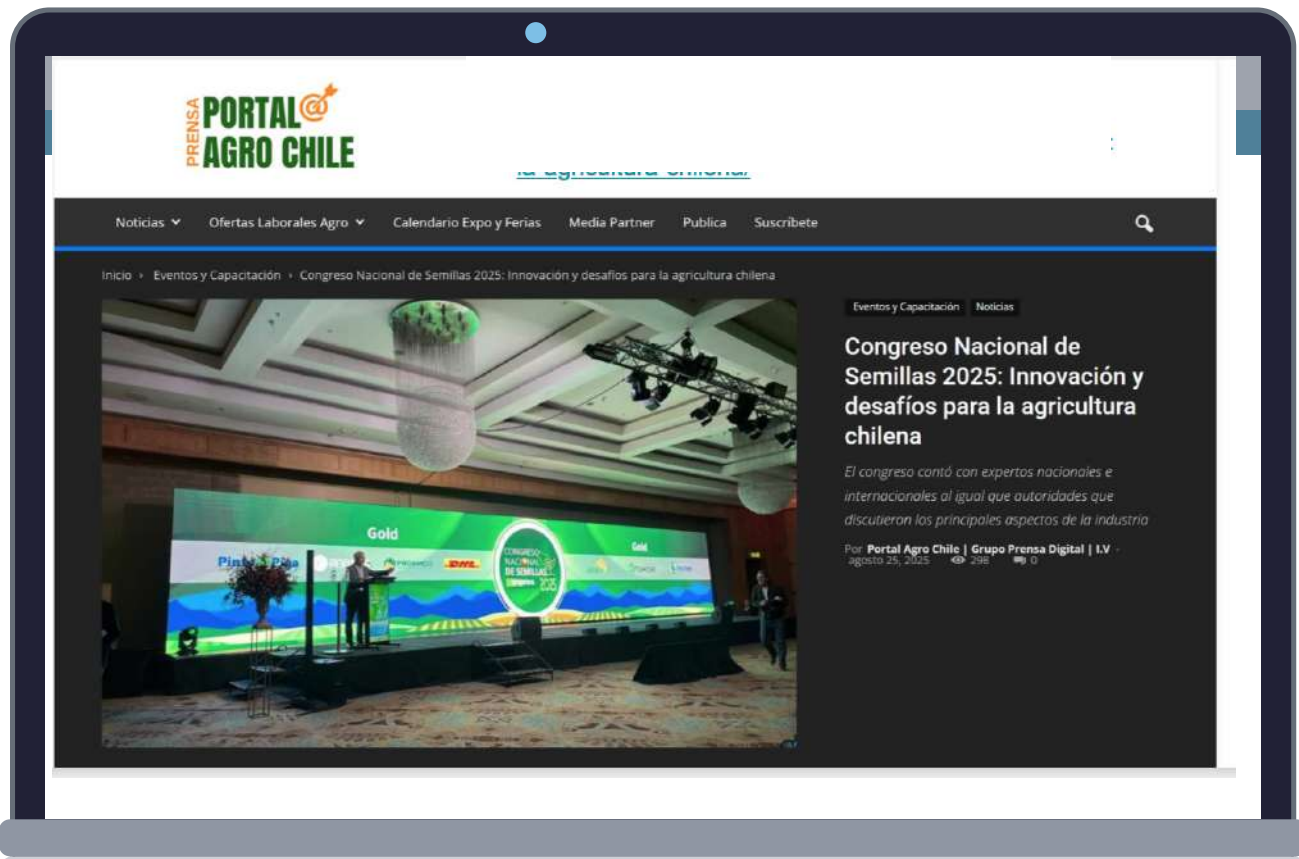 PRENSA
PORTAL@
AGRO CHILE
la agricultura chilena/
Noticias Ofertas Laborales Agro Calendario Expo y Ferias Media Partner Publica Suscríbete
Inicio › Eventos y Capacitación › Congreso Nacional de Semillas 2025: Innovación y desafíos para la agricultura chilena
Eventos y Capacitación Noticias
Congreso Nacional de
Semillas 2025: Innovación y
desafíos para la agricultura
chilena
El congreso contó con expertos nacionales e
internacionales al igual que autoridades que
discutieron los principales aspectos de la industria
Por Portal Agro Chile | Grupo Prensa Digital | I.V -
agosto 25, 2025 298 0
Gold
Gold
DHL
CONGRESO
NACIONAL
DE SEMILLAS
2025